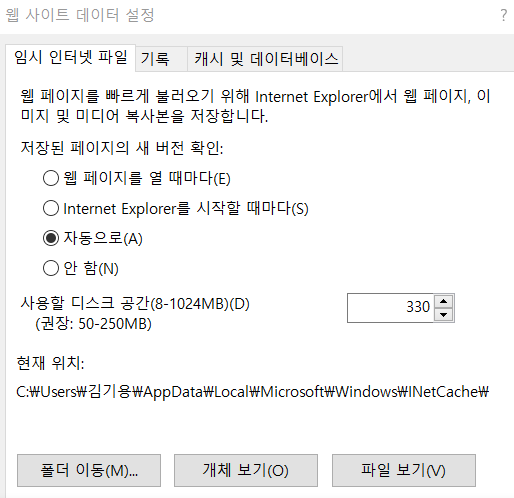 웹 사이트 데이터 설정 ?
임시 인터넷 파일 기록 캐시 및 데이터베이스
웹 페이지를 빠르게 불러오기 위해 Internet Explorer에서 웹 페이지, 이
미지 및 미디어 복사본을 저장합니다.
저장된 페이지의 새 버전 확인:
웹 페이지를 열 때마다(E)
Internet Explorer를 시작할 때마다(S)
자동으로(A)
안 함(N)
사용할 디스크 공간(8-1024MB)(D) 330
(권장: 50-250MB)
현재 위치:
C:₩Users₩김기용₩AppData₩Local₩Microsoft₩Windows₩INetCache₩
폴더 이동(M)... 개체 보기(O) 파일 보기(V)